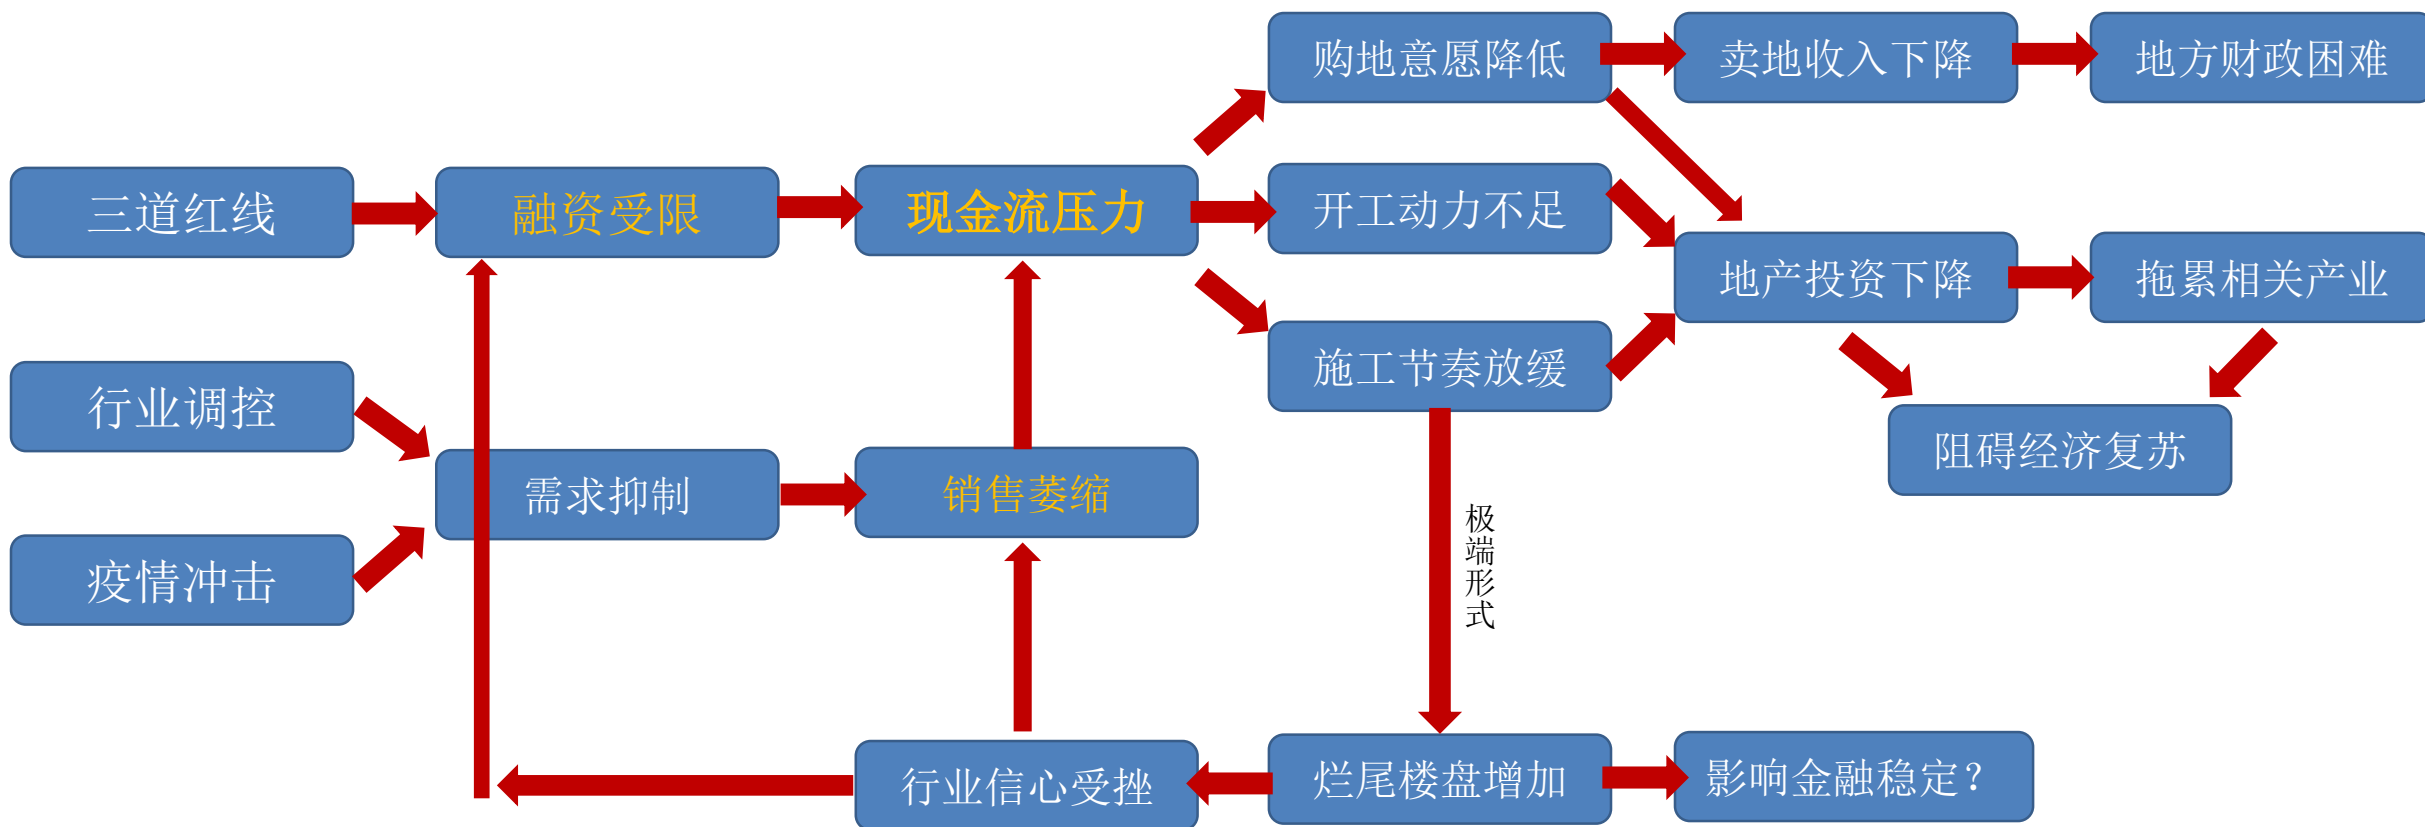 购地意愿降低
卖地收入下降
地方财政困难
三道红线
融资受限
现金流压力
开工动力不足
地产投资下降
拖累相关产业
施工节奏放缓
行业调控
需求抑制
销售萎缩
阻碍经济复苏
极端形式
疫情冲击
行业信心受挫
烂尾楼盘增加
影响金融稳定？